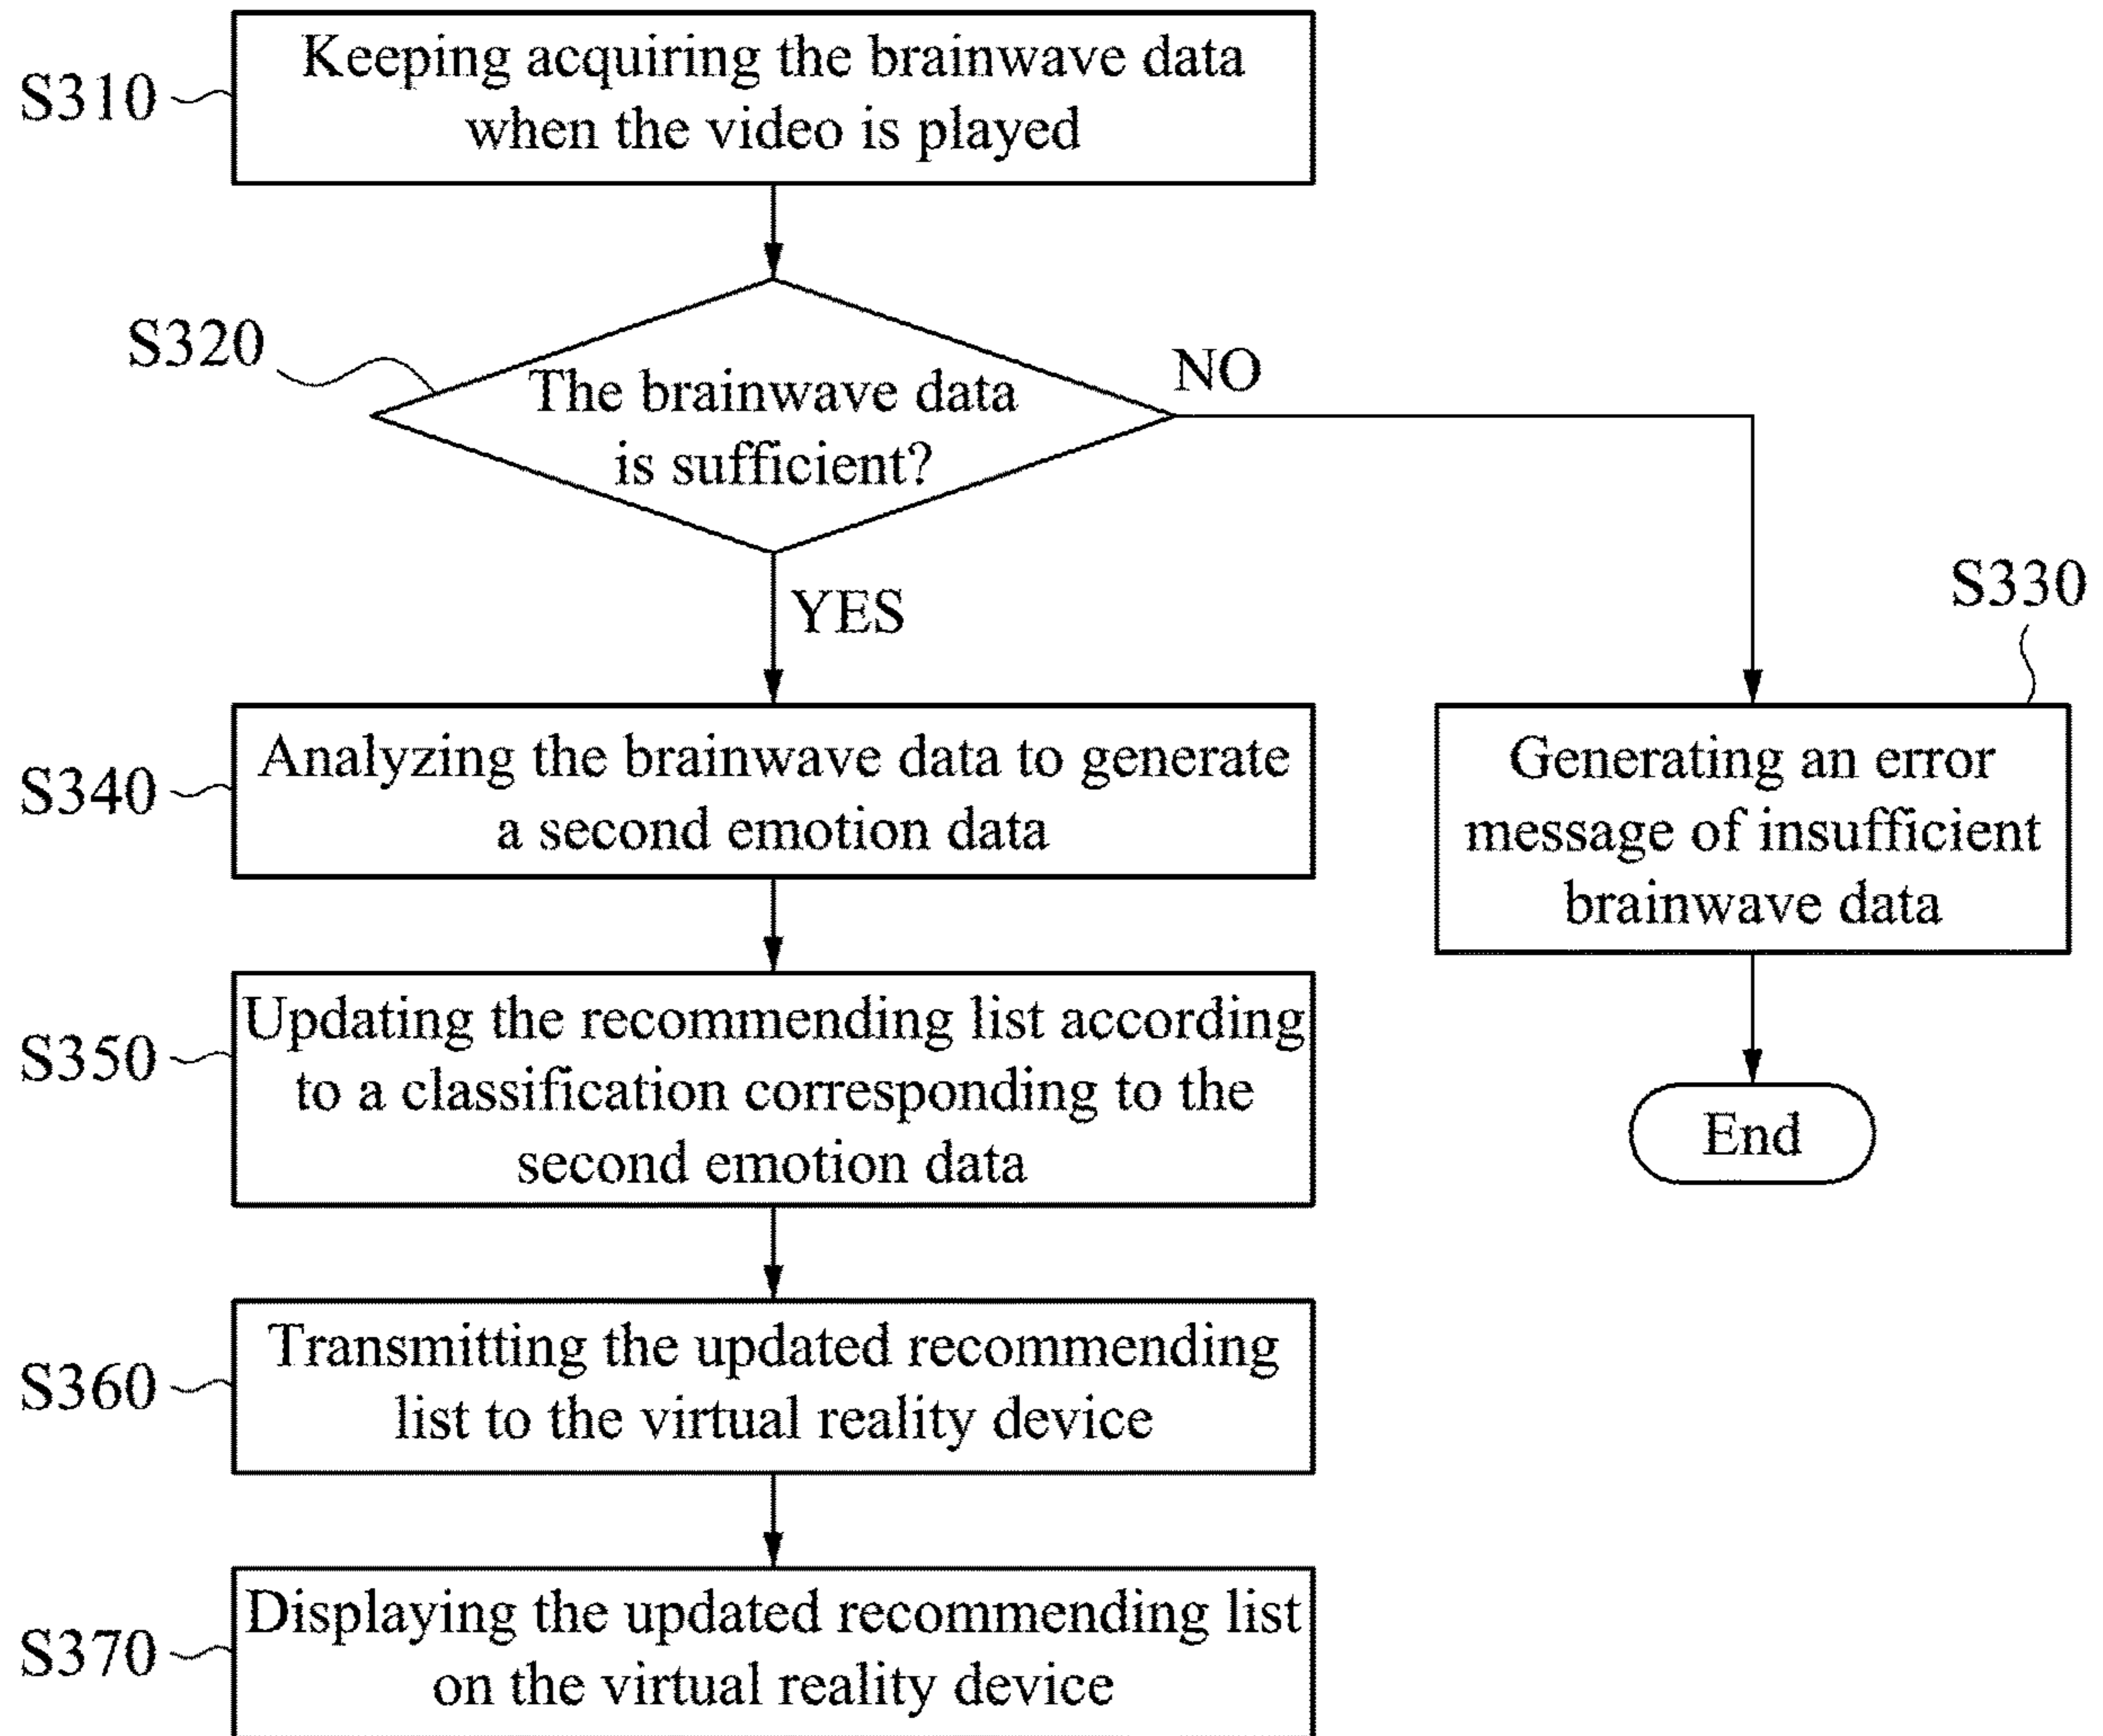 S310
Keeping acquiring the brainwave data
when the video is played
S320
The brainwave data
is sufficient?
NO
YES
S330
Generating an error
message of insufficient
brainwave data
End
S340
Analyzing the brainwave data to generate
a second emotion data
S350
Updating the recommending list according
to a classification corresponding to the
second emotion data
S360
Transmitting the updated recommending
list to the virtual reality device
S370
Displaying the updated recommending list
on the virtual reality device